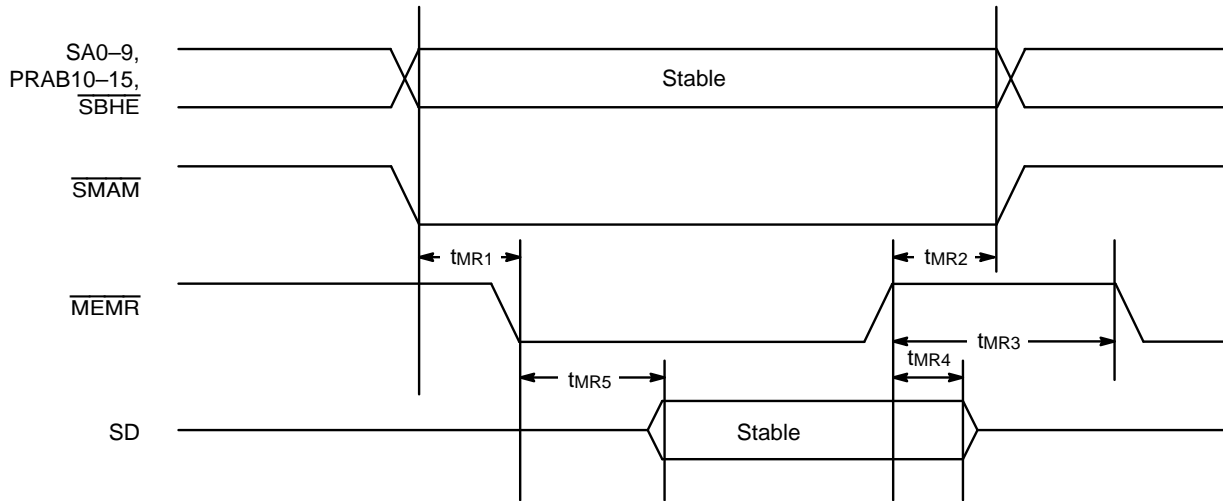 SA0–9,
PRAB10–15,
SBHE
Stable
SMAM
tMR1
tMR2
MEMR
tMR3
tMR4
tMR5
SD
Stable